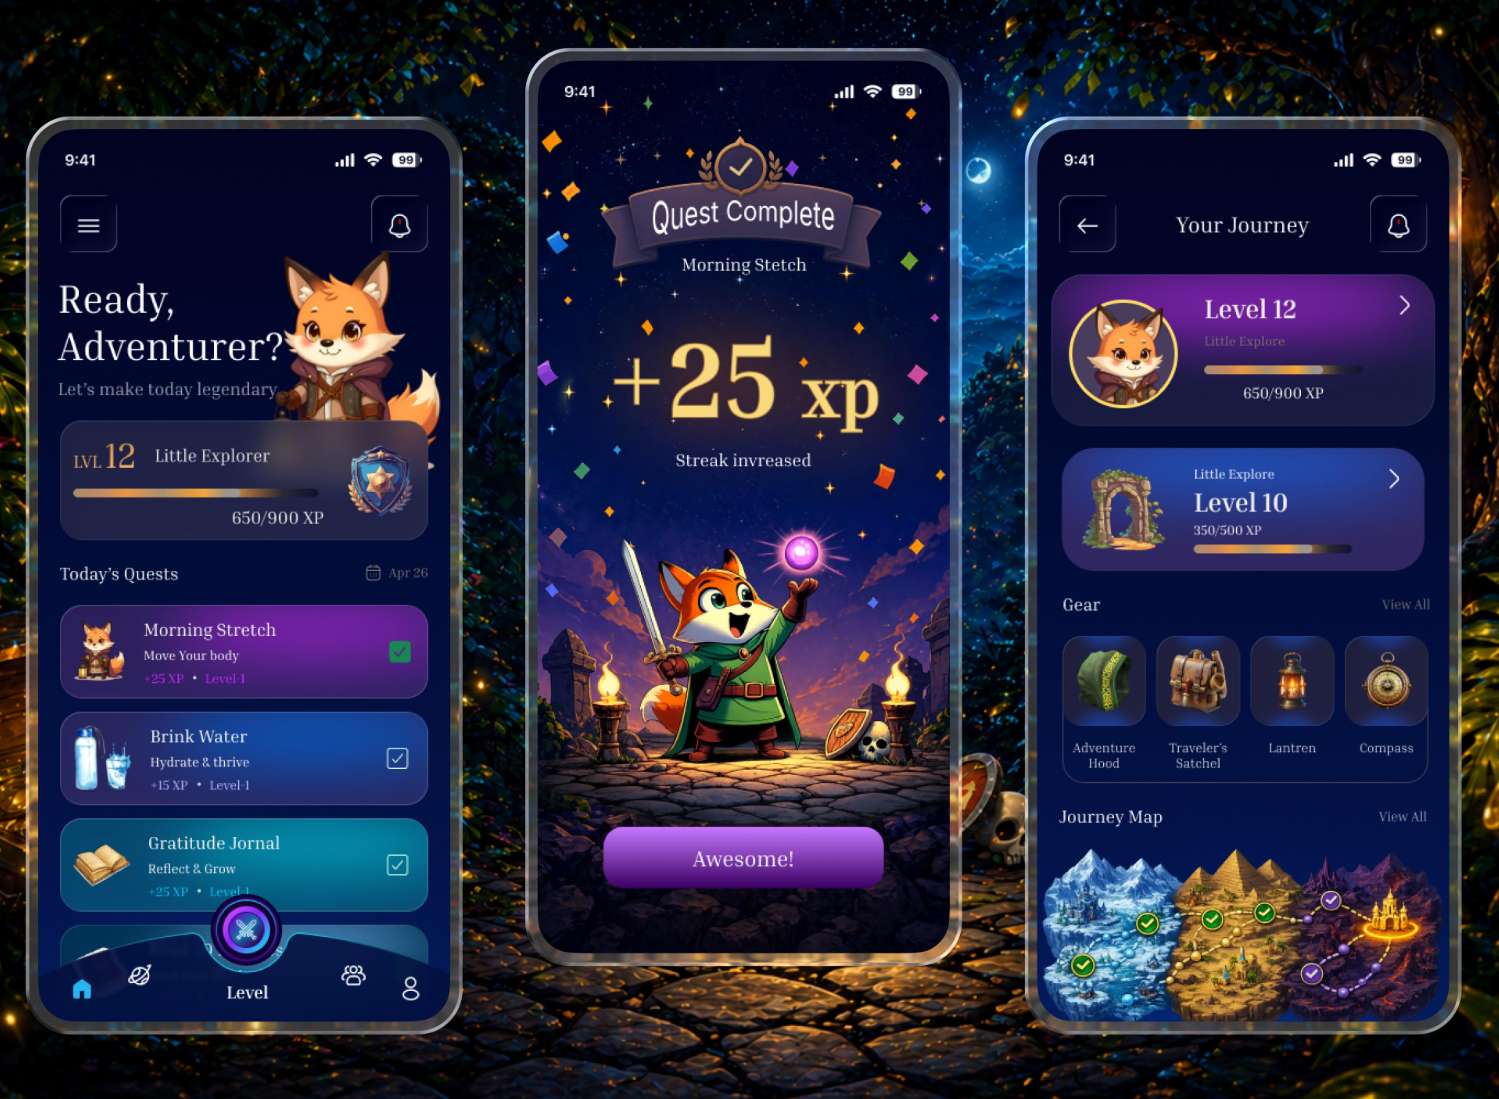 9:41
99
Ready,
Adventurer?
Let's make today legendary
LVL 12
Little Explorer
650/900 XP
Today's Quests
Apr 26
Morning Stretch
Move Your body
+25 XP • Level-1
Brink Water
Hydrate & thrive
+15 XP • Level-1
Gratitude Jornal
Reflect & Grow
+25 XP • Level-1
Level
9:41
99
Quest Complete
Morning Stetch
+25 xp
Streak invreased
Awesome!
9:41
99
Your Journey
Level 12
Little Explore
650/900 XP
Little Explore
Level 10
350/500 XP
Gear
View All
Adventure
Hood
Traveler's
Satchel
Lantren
Compass
Journey Map
View All